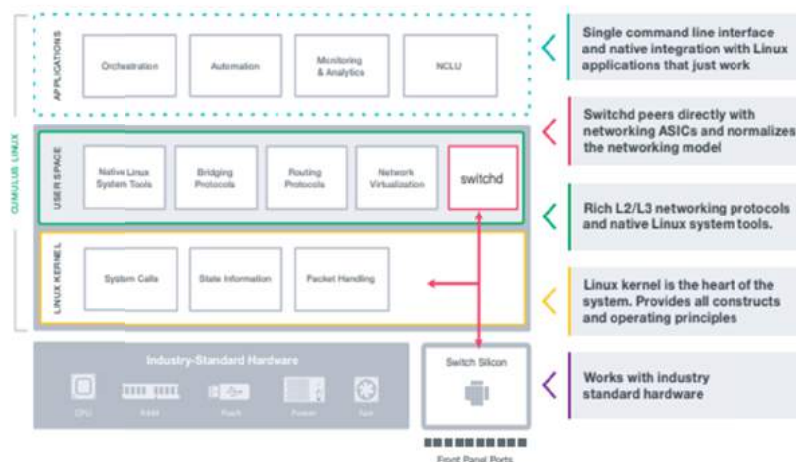 CUMULUS LINUX
APPLICATIONS
Orchestration
Automation
Monitoring
& Analytics
NCLU
USER SPACE
Native Linux
System Tools
Bridging
Protocols
Routing
Protocols
Network
Virtualization
switchd
LINUX KERNEL
System Calls
State Information
Packet Handling
Industry-Standard Hardware
CPU
RAM
Flash
Power
Fan
Switch Silicon
Front Panel Ports
Single command line interface
and native integration with Linux
applications that just work
Switchd peers directly with
networking ASICs and normalizes
the networking model
Rich L2/L3 networking protocols
and native Linux system tools.
Linux kernel is the heart of the
system. Provides all constructs
and operating principles
Works with industry
standard hardware